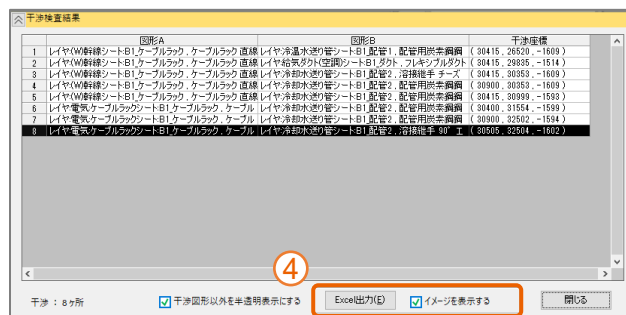 干渉検査結果
図形A 図形B 干渉座標
1 レイヤ(W)幹線シートB1_ケーブルラック , ケーブルラック 直線 レイヤ冷温水送り管シートB1_配管1 , 配管用炭素鋼鋼 ( 30415 , 26520 , -1609 )
2 レイヤ(W)幹線シートB1_ケーブルラック , ケーブルラック 直線 レイヤ給気ダクト(空調)シートB1_ダクト , フレキシブルダクト ( 30415 , 29835 , -1514 )
3 レイヤ(W)幹線シートB1_ケーブルラック , ケーブルラック 直線 レイヤ冷却水送り管シートB1_配管2 , 溶接継手 チーズ ( 30415 , 30353 , -1609 )
4 レイヤ(W)幹線シートB1_ケーブルラック , ケーブルラック 直線 レイヤ冷却水送り管シートB1_配管2 , 配管用炭素鋼鋼 ( 30900 , 30353 , -1609 )
5 レイヤ(W)幹線シートB1_ケーブルラック , ケーブルラック 直線 レイヤ冷却水送り管シートB1_配管2 , 配管用炭素鋼鋼 ( 30415 , 30999 , -1593 )
6 レイヤ電気ケーブルラックシートB1_ケーブルラック , ケーブル レイヤ冷却水送り管シートB1_配管2 , 配管用炭素鋼鋼 ( 30400 , 31554 , -1599 )
7 レイヤ電気ケーブルラックシートB1_ケーブルラック , ケーブル レイヤ冷却水送り管シートB1_配管2 , 配管用炭素鋼鋼 ( 30900 , 32502 , -1594 )
8 レイヤ電気ケーブルラックシートB1_ケーブルラック , ケーブル レイヤ冷却水送り管シートB1_配管2 , 溶接継手 90° エ ( 30505 , 32504 , -1602 )
4
干渉 : 8ヶ所 干渉図形以外を半透明表示にする Excel出力(E) イメージを表示する 閉じる